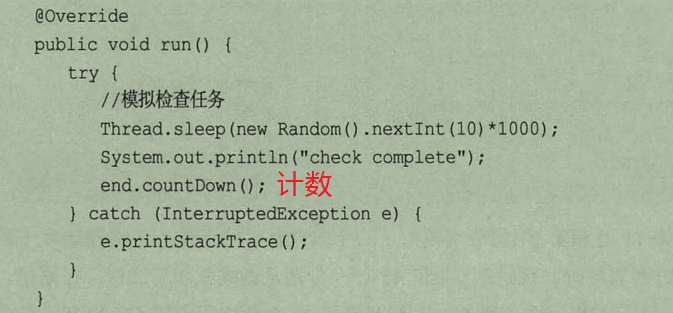 @Override
public void run() {
try {
//模拟检查任务
Thread.sleep(new Random().nextInt(10)*1000);
System.out.println("check complete");
end.countDown(); 计数
} catch (InterruptedException e) {
e.printStackTrace();
}
}